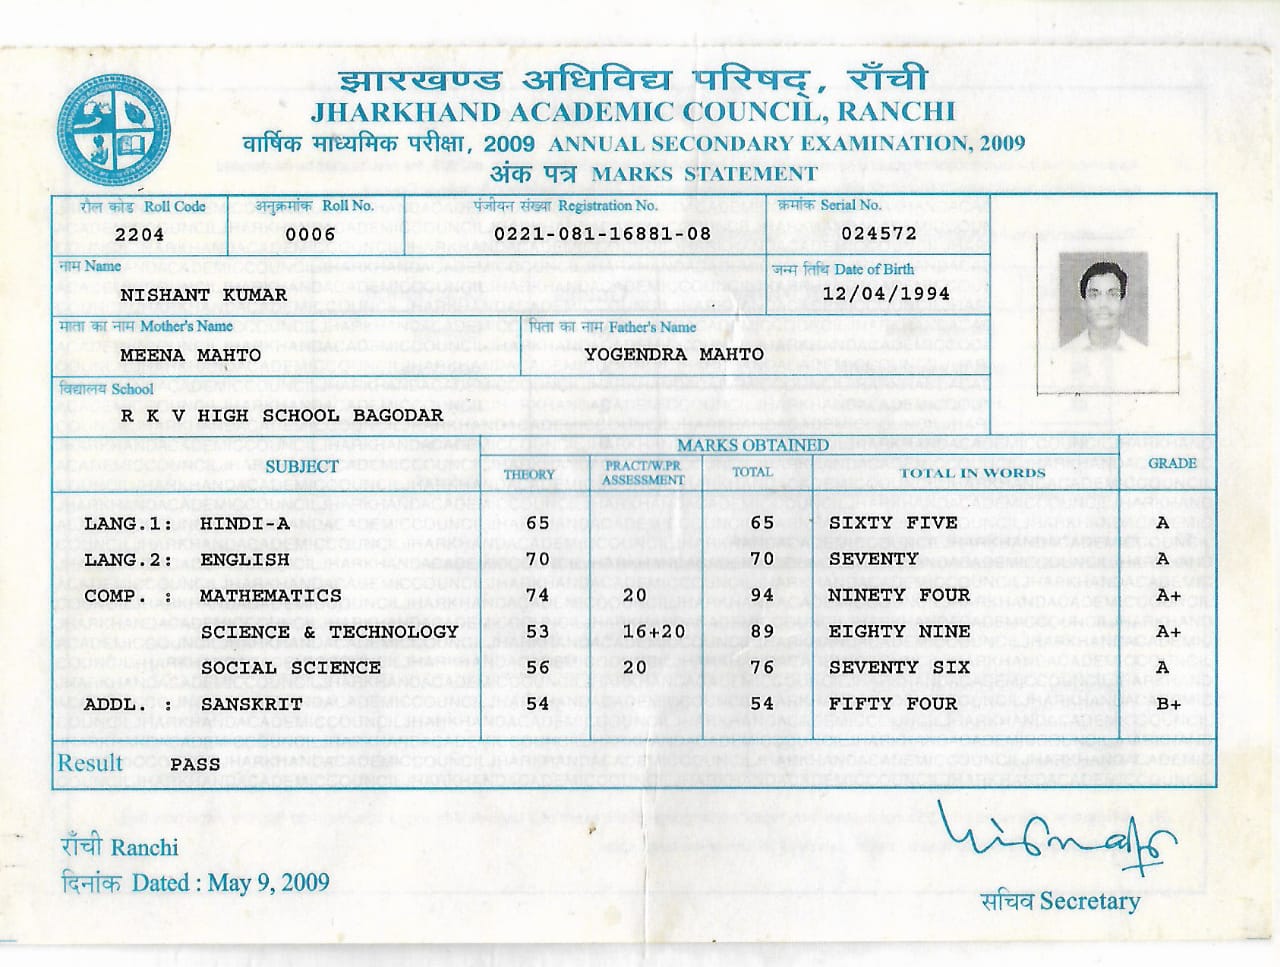 झारखण्ड अधिविद्य परिषद्, राँची
JHARKHAND ACADEMIC COUNCIL, RANCHI
वार्षिक माध्यमिक परीक्षा, 2009 ANNUAL SECONDARY EXAMINATION, 2009
अंक पत्र MARKS STATEMENT
रौल कोड Roll Code अनुक्रमांक Roll No. पंजीयन संख्या Registration No. क्रमांक Serial No.
2204 0006 0221-081-16881-08 024572
नाम Name जन्म तिथि Date of Birth
NISHANT KUMAR 12/04/1994
माता का नाम Mother's Name पिता का नाम Father's Name
MEENA MAHTO YOGENDRA MAHTO
विद्यालय School
K K V HIGH SCHOOL BAGODAR
MARKS OBTAINED
SUBJECT THEORY PRACT/W.PR ASSESSMENT TOTAL TOTAL IN WORDS GRADE
LANG.1: HINDI-A 65 65 SIXTY FIVE A
LANG.2: ENGLISH 70 70 SEVENTY A
COMP. : MATHEMATICS 74 20 94 NINETY FOUR A+
SCIENCE & TECHNOLOGY 53 16+20 89 EIGHTY NINE A+
SOCIAL SCIENCE 56 20 76 SEVENTY SIX A
ADDL. : SANSKRIT 54 54 FIFTY FOUR B+
Result PASS
राँची Ranchi
दिनांक Dated : May 9, 2009
सचिव Secretary